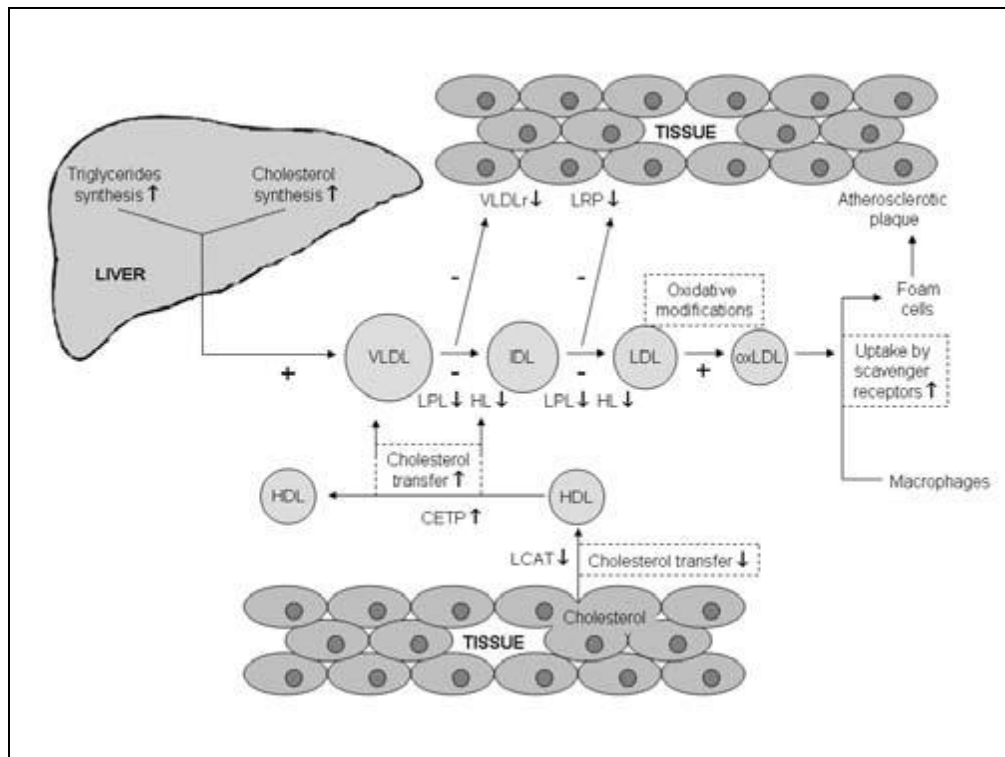 TISSUE
Triglycerides
synthesis ↑
Cholesterol
synthesis ↑
LIVER
VLDLr ↓
LRP ↓
Atherosclerotic
plaque
-
-
Oxidative
modifications
Foam
cells
+
VLDL
-
LPL ↓ HL ↓
IDL
-
LPL ↓ HL ↓
LDL
+
oxLDL
Uptake by
scavenger
receptors ↑
Macrophages
Cholesterol
transfer ↑
HDL
CETP ↑
HDL
LCAT ↓
Cholesterol transfer ↓
Cholesterol
TISSUE